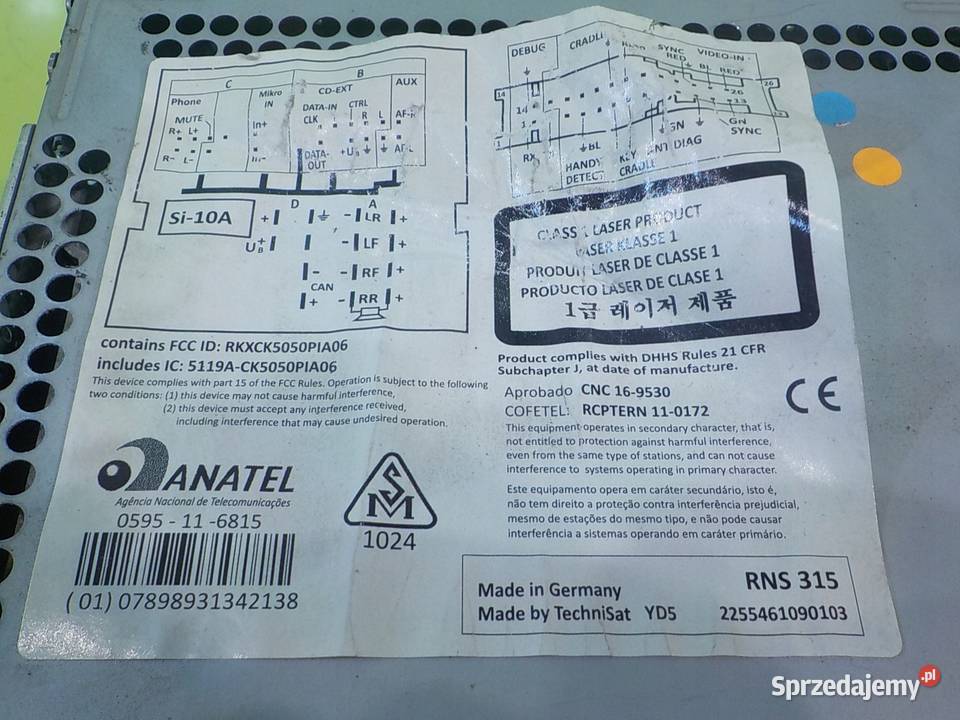 C B
Phone Mikro IN CD-EXT AUX
MUTE DATA-IN CTRL
R+ L+ In+ CLK R L AF-R
R- L- In- DATA-OUT +UB AF-L
D A
Si-10A + - LR +
U+B - LF +
- - RF +
CAN
+ - RR +
DEBUG CRADLE SYNC VIDEO-IN
RED BL RED
14 26
14 26
1 13
1
RX BL GN GN
HANDY KEY DIAG SYNC
DETECT CRADLE
CLASS 1 LASER PRODUCT
LASER KLASSE 1
PRODUIT LASER DE CLASSE 1
PRODUCTO LASER DE CLASE 1
1급 레이저 제품
contains FCC ID: RKXCK5050PIA06
includes IC: 5119A-CK5050PIA06
This device complies with part 15 of the FCC Rules. Operation is subject to the following
two conditions: (1) this device may not cause harmful interference,
(2) this device must accept any interference received,
including interference that may cause undesired operation.
Product complies with DHHS Rules 21 CFR
Subchapter J, at date of manufacture.
Aprobado CNC 16-9530
COFETEL: RCPTERN 11-0172
CE
This equipment operates in secondary character, that is,
not entitled to protection against harmful interference,
even from the same type of stations, and can not cause
interference to systems operating in primary character.
Este equipamento opera em caráter secundário, isto é,
não tem direito a proteção contra interferência prejudicial,
mesmo de estações do mesmo tipo, e não pode causar
interferência a sistemas operando em caráter primário.
ANATEL
Agência Nacional de Telecomunicações
0595 - 11 -6815
(01) 07898931342138
SM
1024
Made in Germany RNS 315
Made by TechniSat YD5 2255461090103
Sprzedajemy.pl